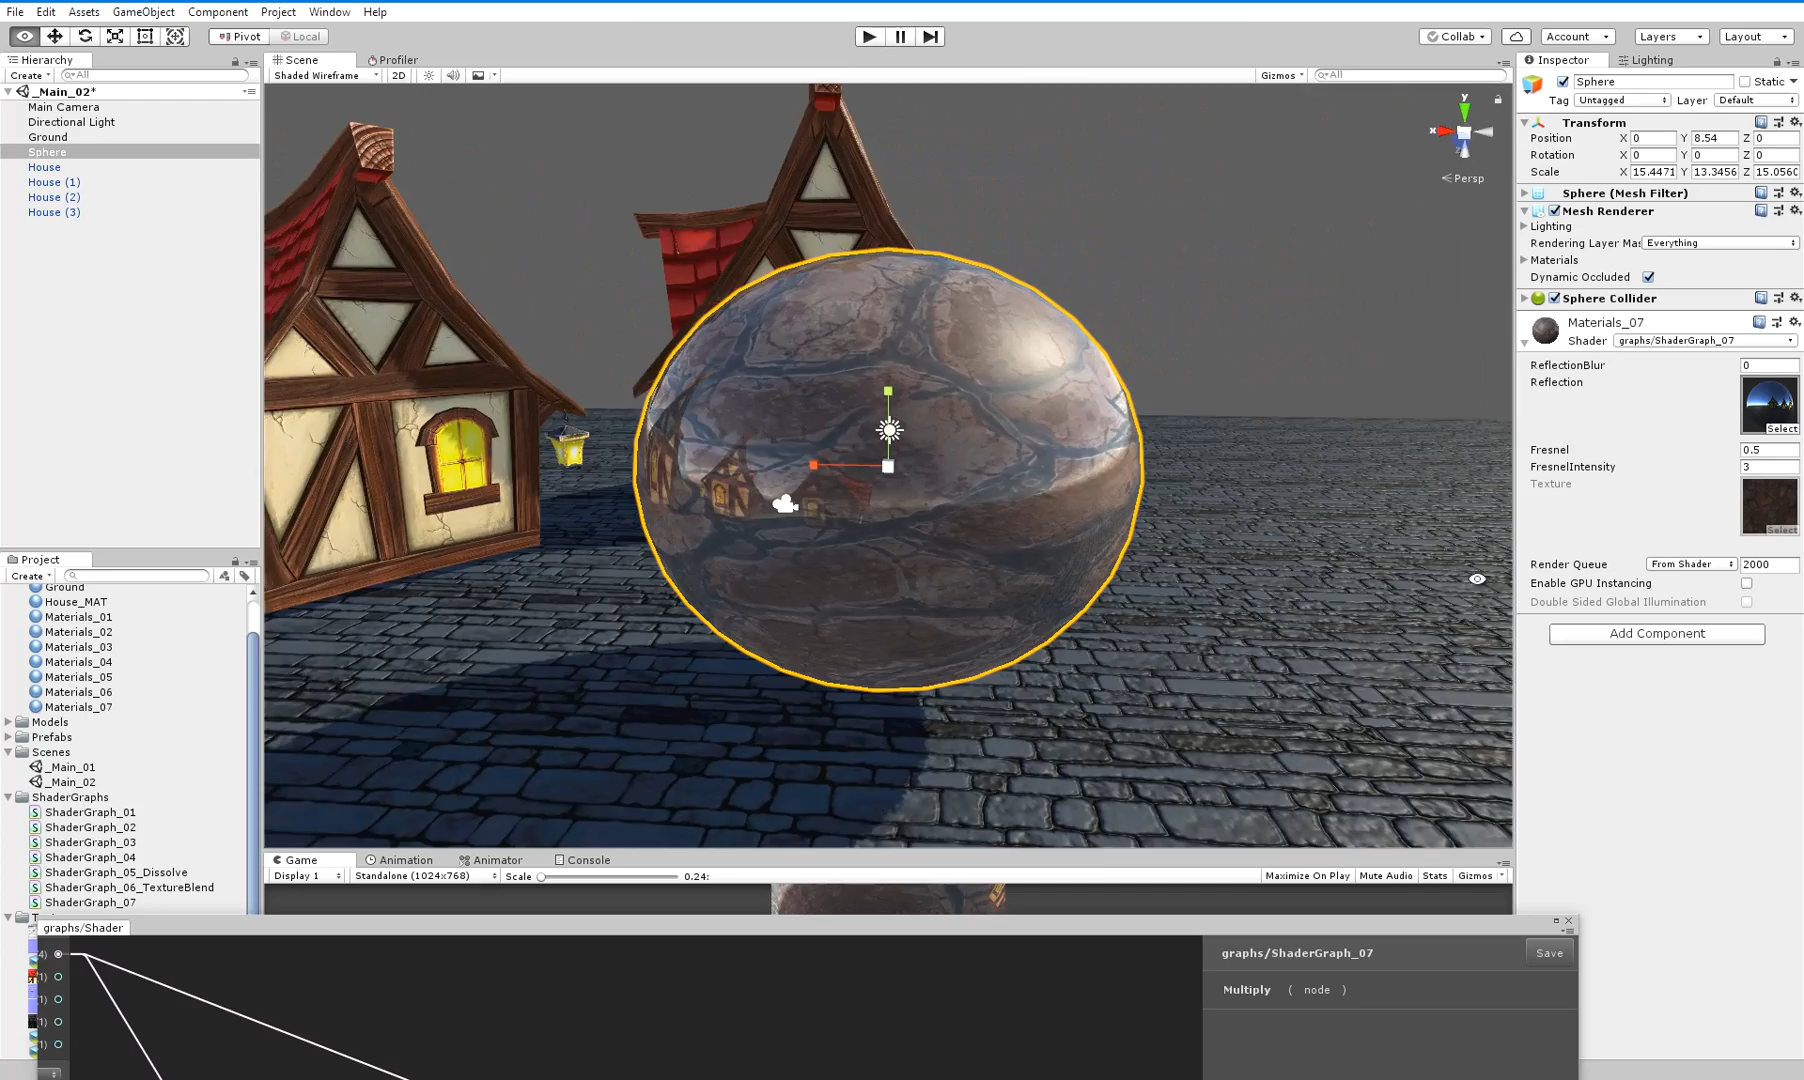 File Edit Assets GameObject Component Project Window Help
Pivot Local Collab Account Layers Layout
Hierarchy
Create All
_Main_02*
Main Camera
Directional Light
Ground
Sphere
House
House (1)
House (2)
House (3)
Scene Profiler
Shaded Wireframe 2D Gizmos All
y
x
Persp
Inspector Lighting
Sphere Static
Tag Untagged Layer Default
Transform
Position X 0 Y 8.54 Z 0
Rotation X 0 Y 0 Z 0
Scale X 15.4471 Y 13.3456 Z 15.056
Sphere (Mesh Filter)
Mesh Renderer
Lighting
Rendering Layer Mas Everything
Materials
Dynamic Occluded
Sphere Collider
Materials_07
Shader graphs/ShaderGraph_07
ReflectionBlur 0
Reflection
Select
Fresnel 0.5
FresnelIntensity 3
Texture
Select
Render Queue From Shader 2000
Enable GPU Instancing
Double Sided Global Illumination
Add Component
Project
Create
Ground
House_MAT
Materials_01
Materials_02
Materials_03
Materials_04
Materials_05
Materials_06
Materials_07
Models
Prefabs
Scenes
_Main_01
_Main_02
ShaderGraphs
ShaderGraph_01
ShaderGraph_02
ShaderGraph_03
ShaderGraph_04
ShaderGraph_05_Dissolve
ShaderGraph_06_TextureBlend
ShaderGraph_07
Game Animation Animator Console
Display 1 Standalone (1024x768) Scale 0.24: Maximize On Play Mute Audio Stats Gizmos
graphs/Shader
4)
1)
1)
1)
1)
graphs/ShaderGraph_07 Save
Multiply ( node )